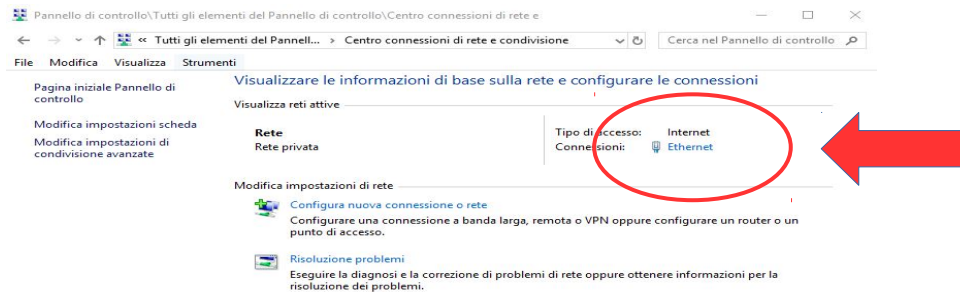 Pannello di controllo\Tutti gli elementi del Pannello di controllo\Centro connessioni di rete e
« Tutti gli elementi del Pannell... > Centro connessioni di rete e condivisione
Cerca nel Pannello di controllo
File Modifica Visualizza Strumenti
Pagina iniziale Pannello di
controllo
Modifica impostazioni scheda
Modifica impostazioni di
condivisione avanzate
Visualizzare le informazioni di base sulla rete e configurare le connessioni
Visualizza reti attive
Rete
Rete privata
Tipo di accesso: Internet
Connessioni: Ethernet
Modifica impostazioni di rete
Configura nuova connessione o rete
Configurare una connessione a banda larga, remota o VPN oppure configurare un router o un
punto di accesso.
Risoluzione problemi
Eseguire la diagnosi e la correzione di problemi di rete oppure ottenere informazioni per la
risoluzione dei problemi.